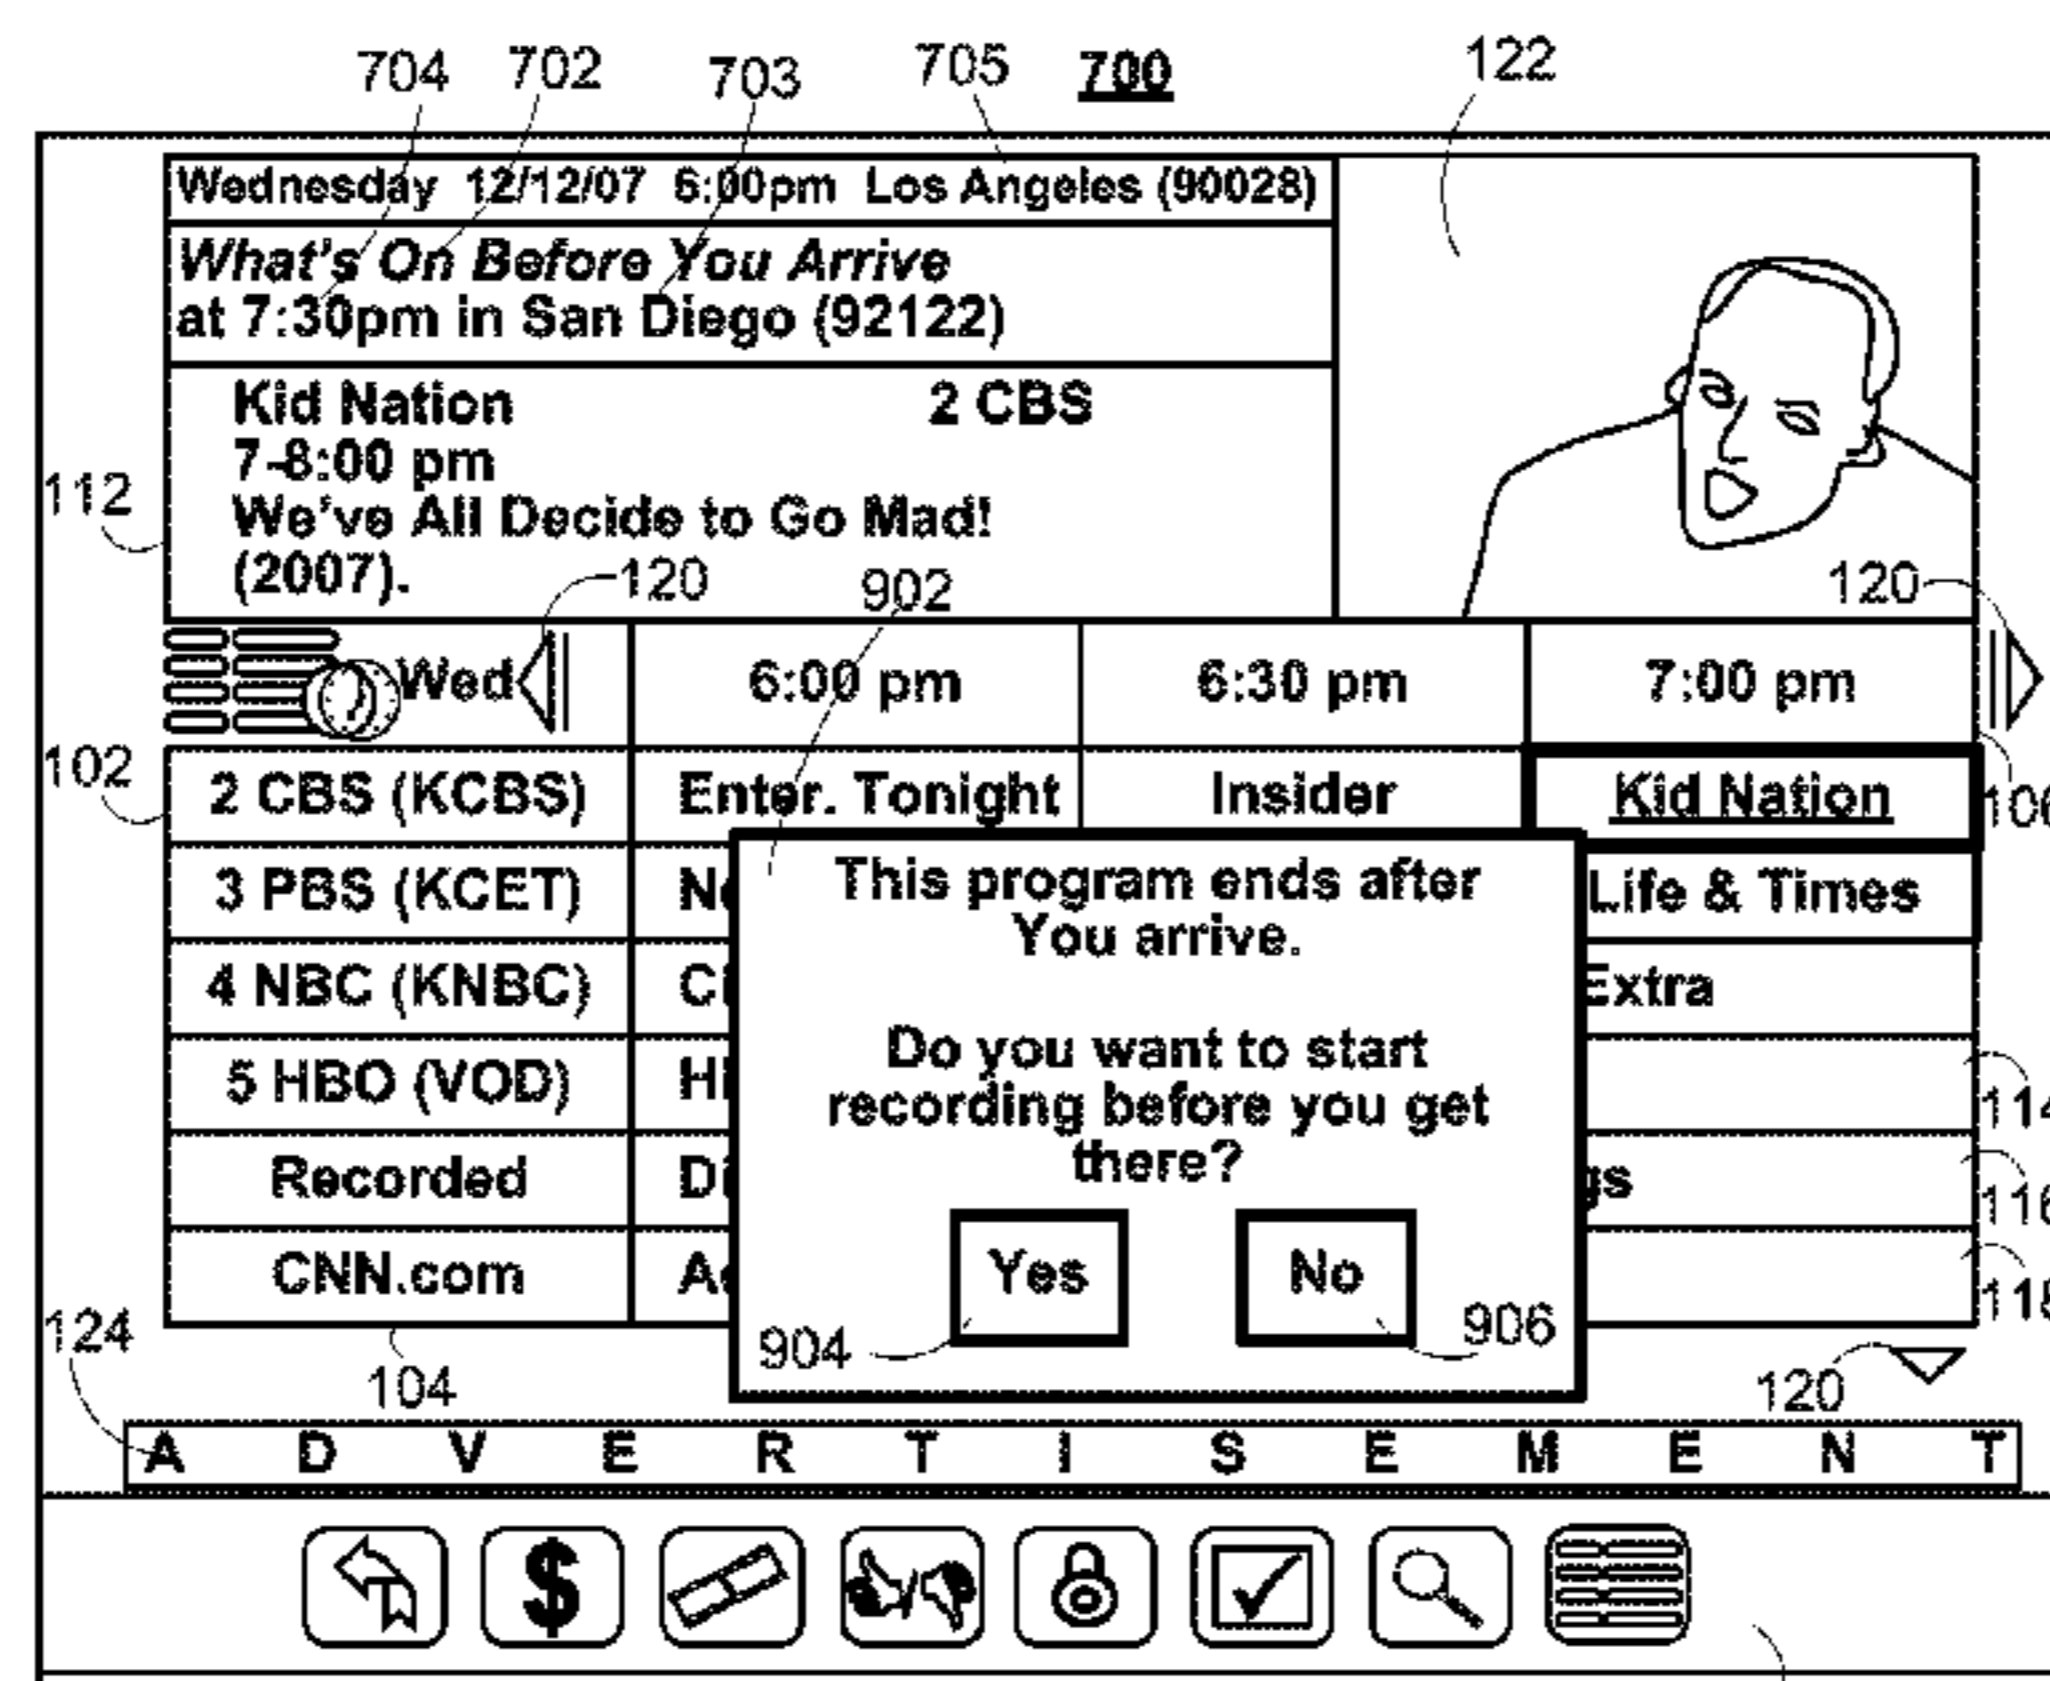 704 702 703 705 700 122
Wednesday 12/12/07 6:00pm Los Angeles (90028)
What's On Before You Arrive
at 7:30pm in San Diego (92122)
Kid Nation 2 CBS
7-8:00 pm
We've All Decide to Go Mad!
(2007).
112
120
902
120
Wed 6:00 pm 6:30 pm 7:00 pm
102
2 CBS (KCBS) Enter. Tonight Insider Kid Nation
3 PBS (KCET) Life & Times
4 NBC (KNBC) Extra
5 HBO (VOD)
Recorded
CNN.com
This program ends after
You arrive.
Do you want to start
recording before you get
there?
Yes No
904 906
124
104
120
ADVERTISEMENT
$